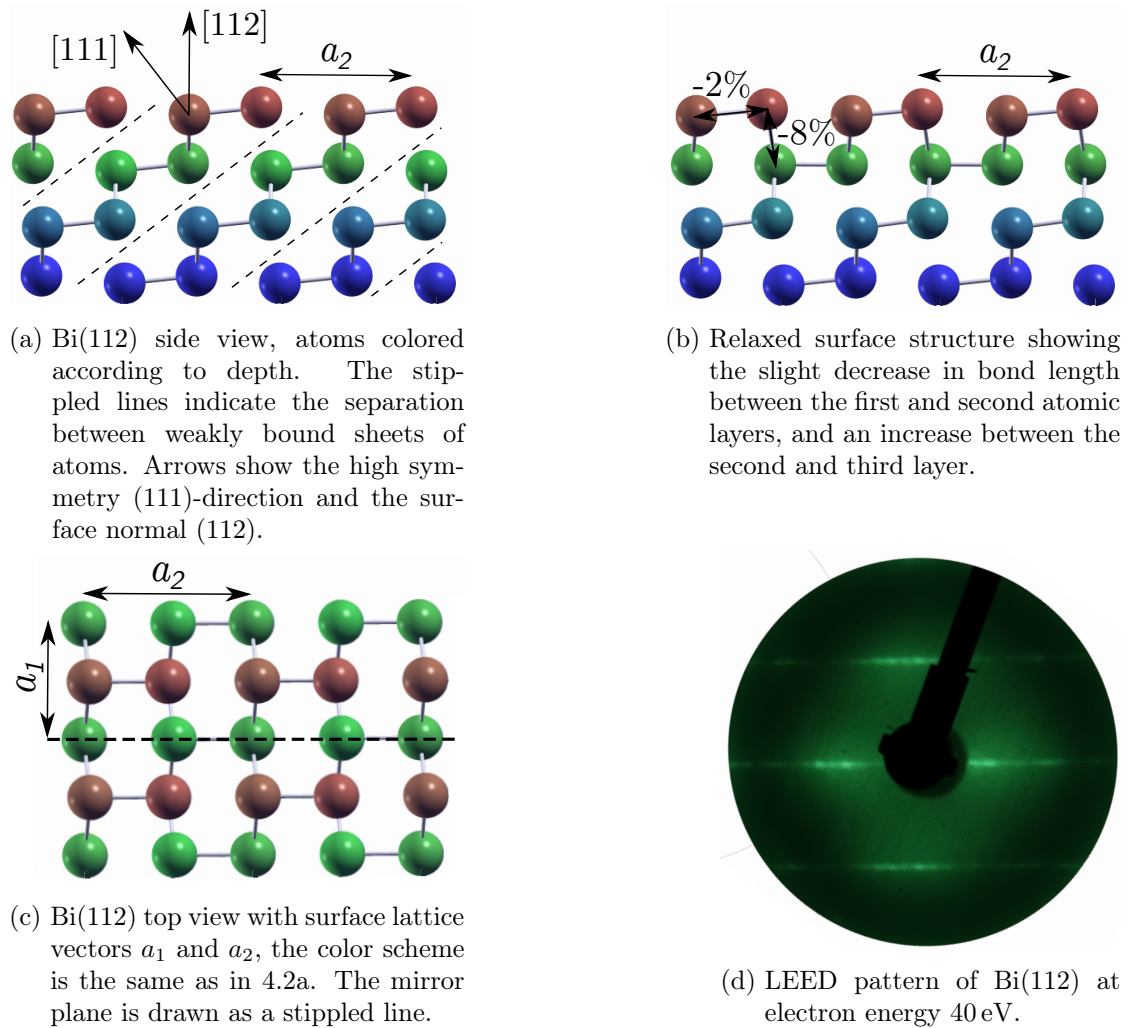 [111]
[112]
a2
(a) Bi(112) side view, atoms colored
according to depth. The stip-
pled lines indicate the separation
between weakly bound sheets of
atoms. Arrows show the high sym-
metry (111)-direction and the sur-
face normal (112).
a2
-2%
-8%
(b) Relaxed surface structure showing
the slight decrease in bond length
between the first and second atomic
layers, and an increase between the
second and third layer.
a2
a1
(c) Bi(112) top view with surface lattice
vectors a1 and a2, the color scheme
is the same as in 4.2a. The mirror
plane is drawn as a stippled line.
(d) LEED pattern of Bi(112) at
electron energy 40 eV.